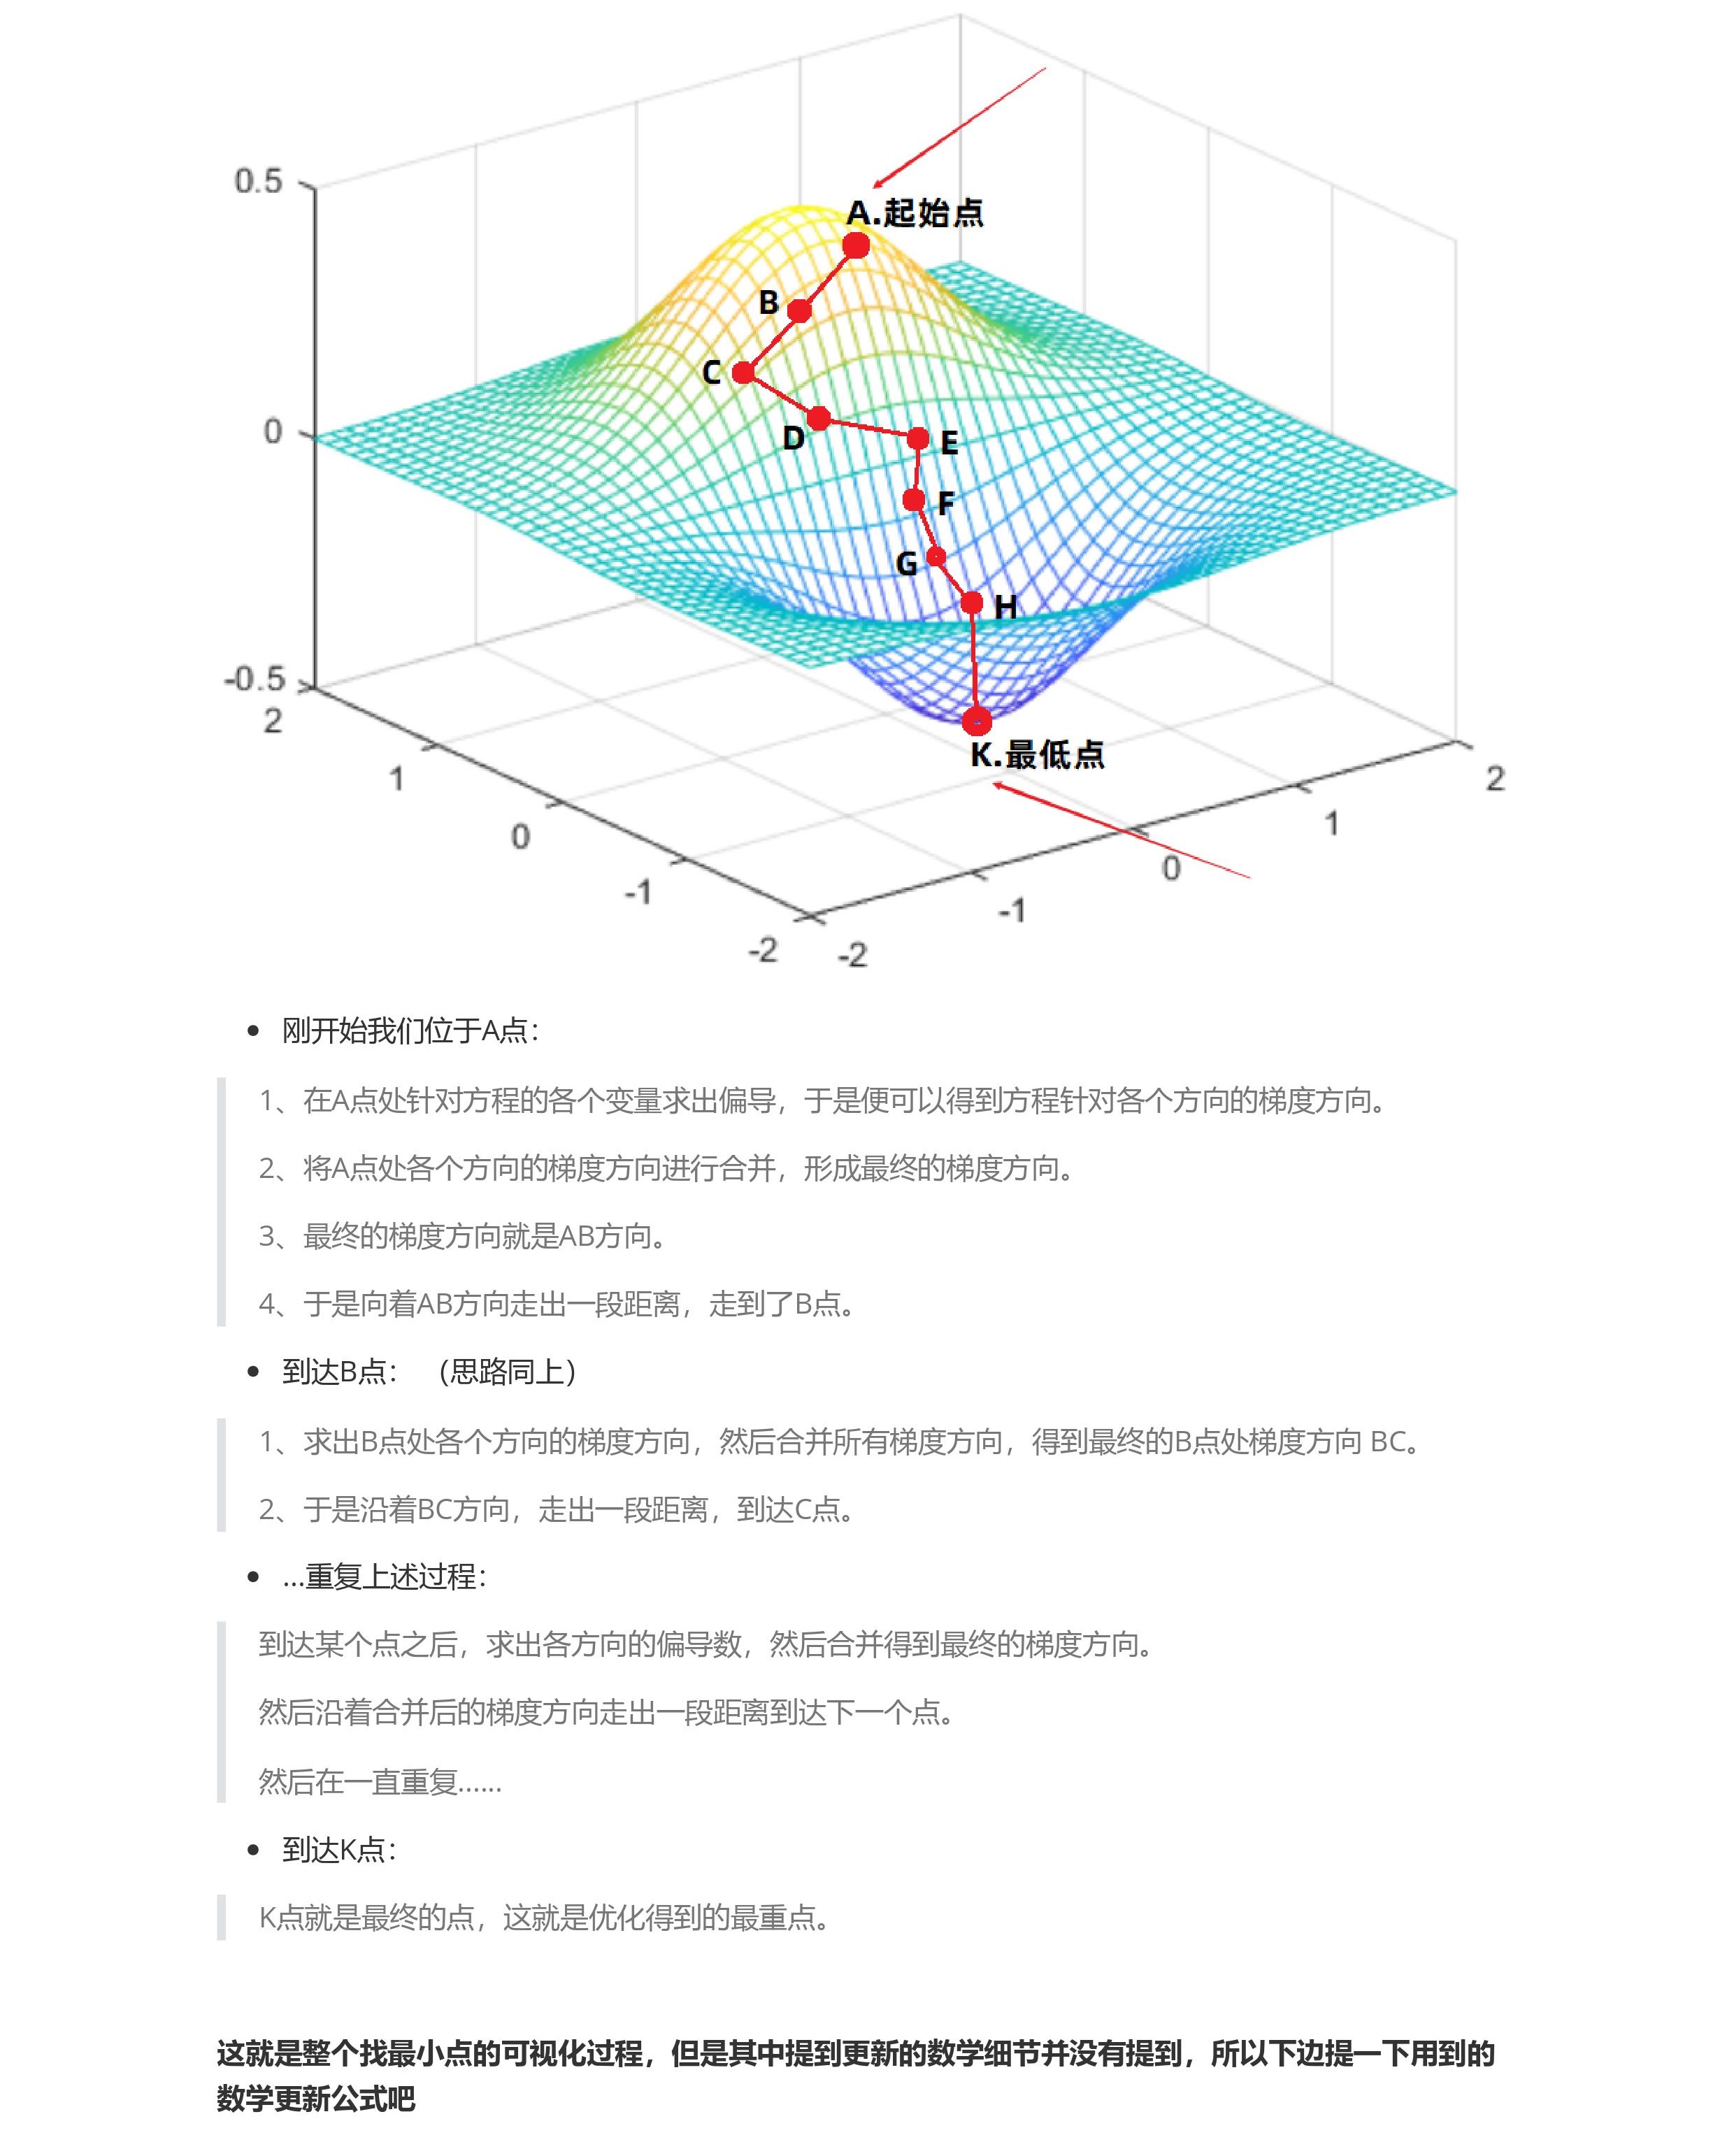 0.5
A.起始点
B
C
0
D
E
F
G
H
-0.5
2
K.最低点
1
2
0
1
-1
0
-1
-2
-2
刚开始我们位于A点：
1、在A点处针对方程的各个变量求出偏导，于是便可以得到方程针对各个方向的梯度方向。
2、将A点处各个方向的梯度方向进行合并，形成最终的梯度方向。
3、最终的梯度方向就是AB方向。
4、于是向着AB方向走出一段距离，走到了B点。
到达B点： （思路同上）
1、求出B点处各个方向的梯度方向，然后合并所有梯度方向，得到最终的B点处梯度方向 BC。
2、于是沿着BC方向，走出一段距离，到达C点。
...重复上述过程：
到达某个点之后，求出各方向的偏导数，然后合并得到最终的梯度方向。
然后沿着合并后的梯度方向走出一段距离到达下一个点。
然后在一直重复......
到达K点：
K点就是最终的点，这就是优化得到的最重点。
这就是整个找最小点的可视化过程，但是其中提到更新的数学细节并没有提到，所以下边提一下用到的
数学更新公式吧